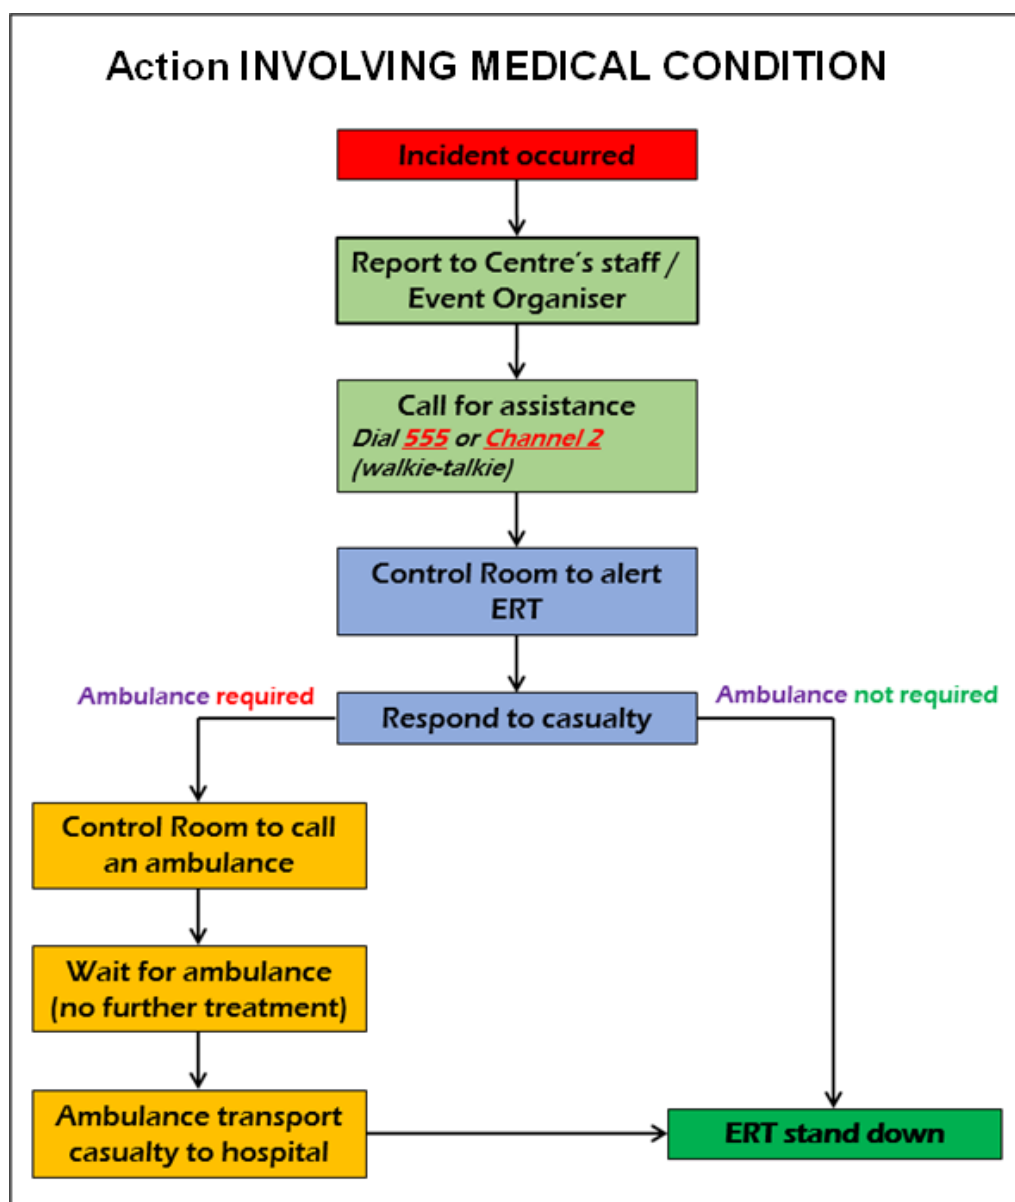 Action INVOLVING MEDICAL CONDITION
Incident occurred
Report to Centre's staff /
Event Organiser
Call for assistance
Dial 555 or Channel 2
(walkie-talkie)
Control Room to alert
ERT
Ambulance required
Ambulance not required
Respond to casualty
Control Room to call
an ambulance
Wait for ambulance
(no further treatment)
Ambulance transport
casualty to hospital
ERT stand down